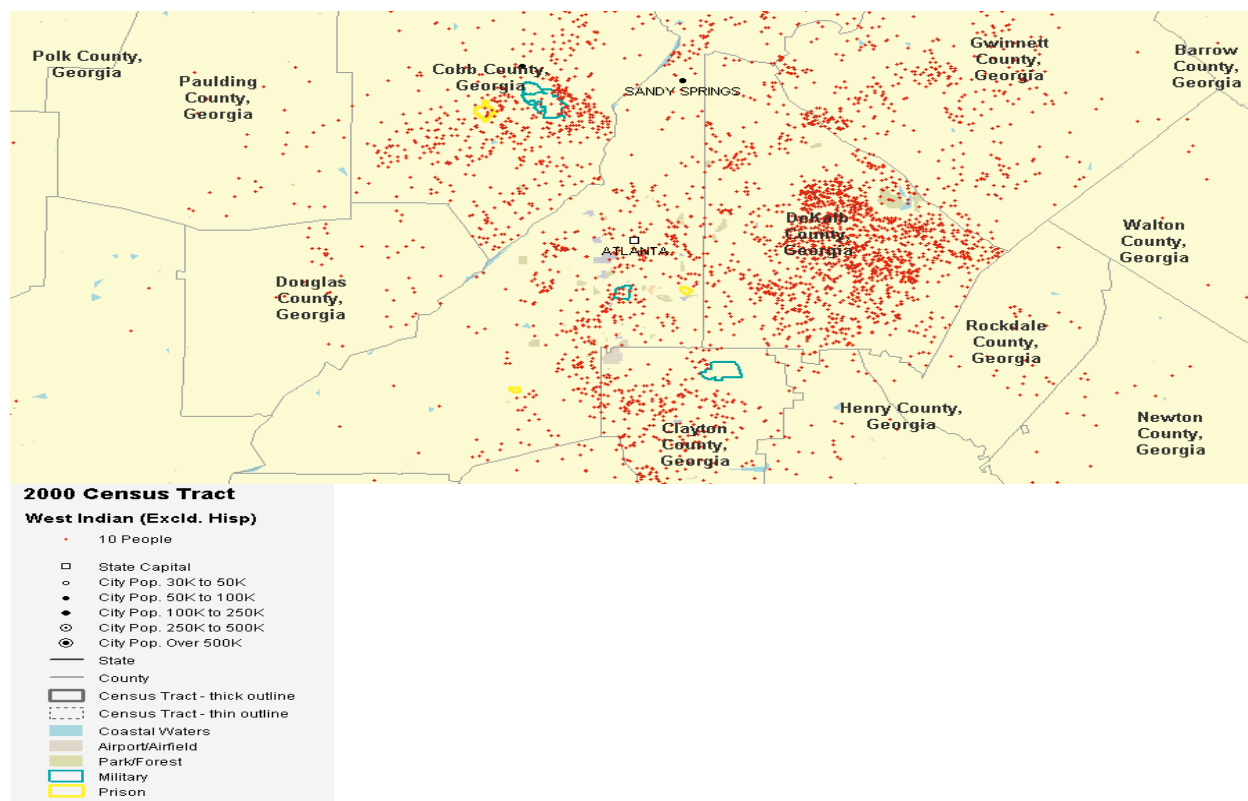 Polk County,
Georgia
Paulding
County,
Georgia
Cobb County,
Georgia
SANDY SPRINGS
Gwinnett
County,
Georgia
Barrow
County,
Georgia
DeKalb
County,
Georgia
ATLANTA
Walton
County,
Georgia
Douglas
County,
Georgia
Rockdale
County,
Georgia
Henry County,
Georgia
Clayton
County,
Georgia
Newton
County,
Georgia
2000 Census Tract
West Indian (Excld. Hisp)
10 People
State Capital
City Pop. 30K to 50K
City Pop. 50K to 100K
City Pop. 100K to 250K
City Pop. 250K to 500K
City Pop. Over 500K
State
County
Census Tract - thick outline
Census Tract - thin outline
Coastal Waters
Airport/Airfield
Park/Forest
Military
Prison